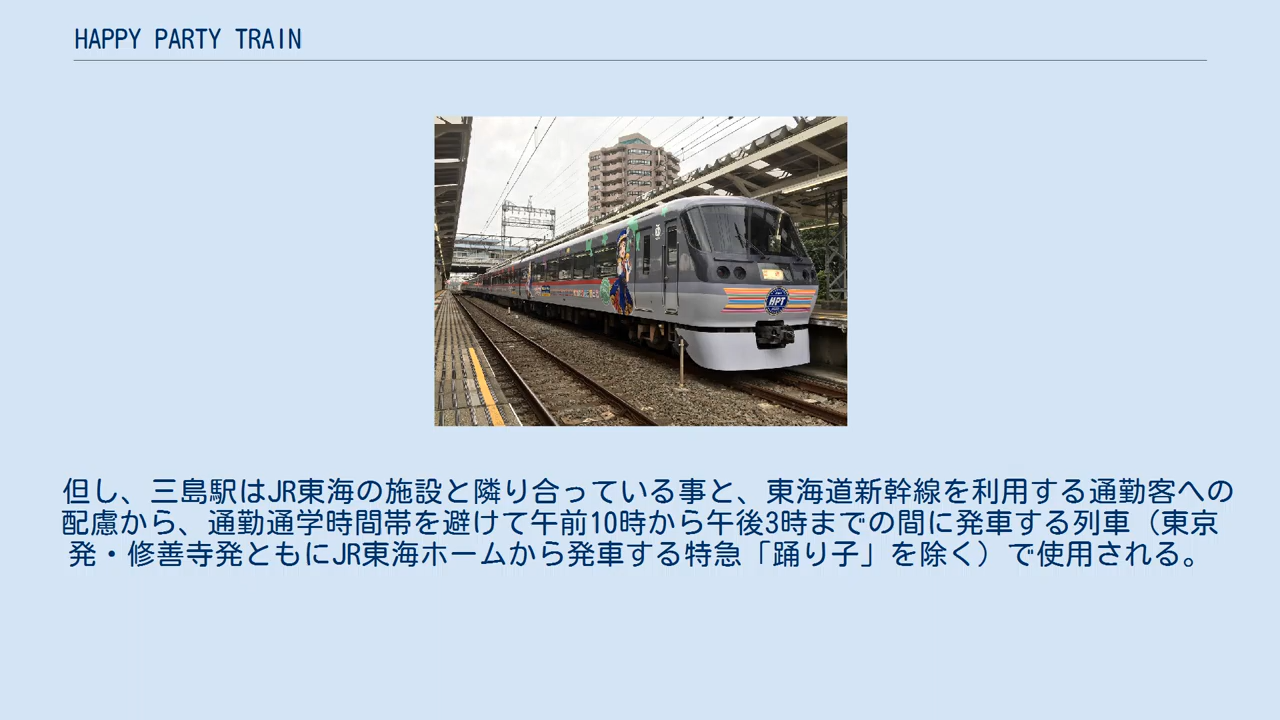 HAPPY PARTY TRAIN
HPT
但し、三島駅はJR東海の施設と隣り合っている事と、東海道新幹線を利用する通勤客への
配慮から、通勤通学時間帯を避けて午前10時から午後3時までの間に発車する列車（東京
発・修善寺発ともにJR東海ホームから発車する特急「踊り子」を除く）で使用される。